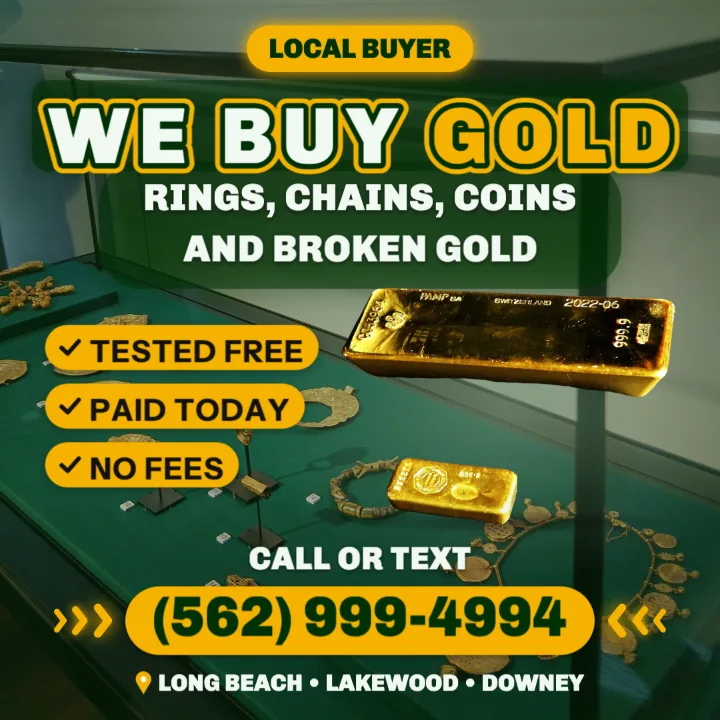 LOCAL BUYER
WE BUY GOLD
RINGS, CHAINS, COINS
AND BROKEN GOLD
PAMP SA
SWITZERLAND
2022-06
999.9
✓ TESTED FREE
✓ PAID TODAY
✓ NO FEES
CALL OR TEXT
(562) 999-4994
LONG BEACH • LAKEWOOD • DOWNEY